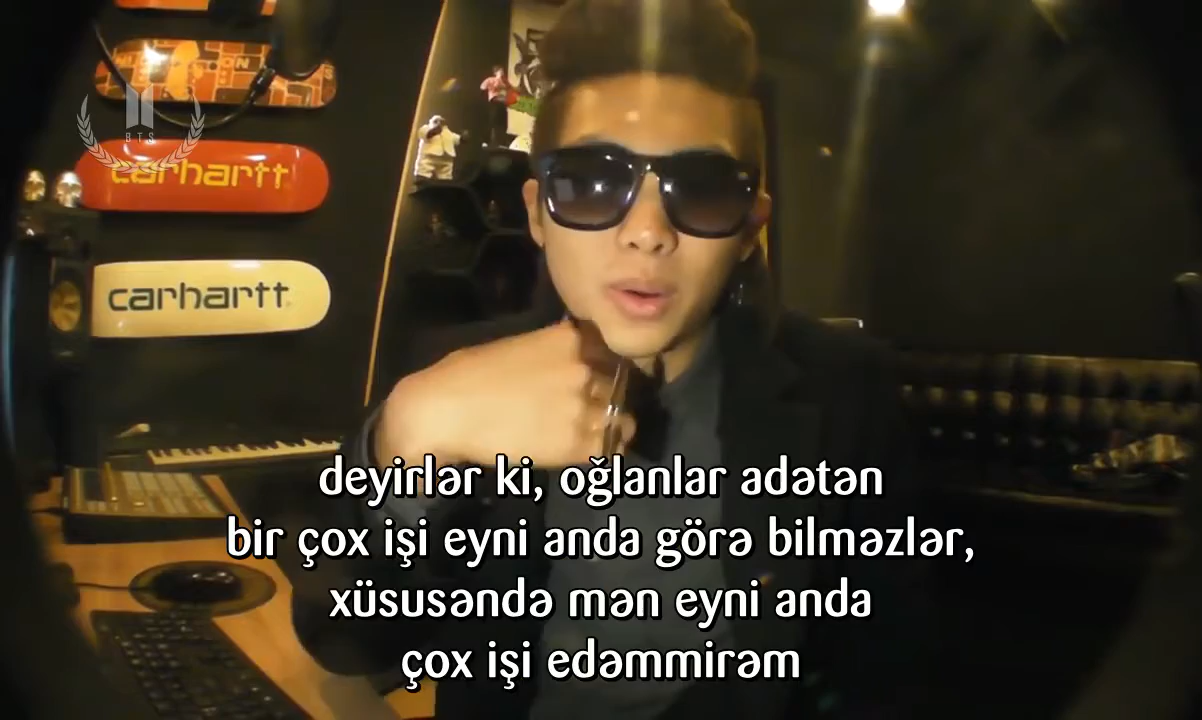 BTS
carhartt
carhartt
deyirlər ki, oğlanlar adətən
bir çox işi eyni anda görə bilməzlər,
xüsusəndə mən eyni anda
çox işi edəmmirəm